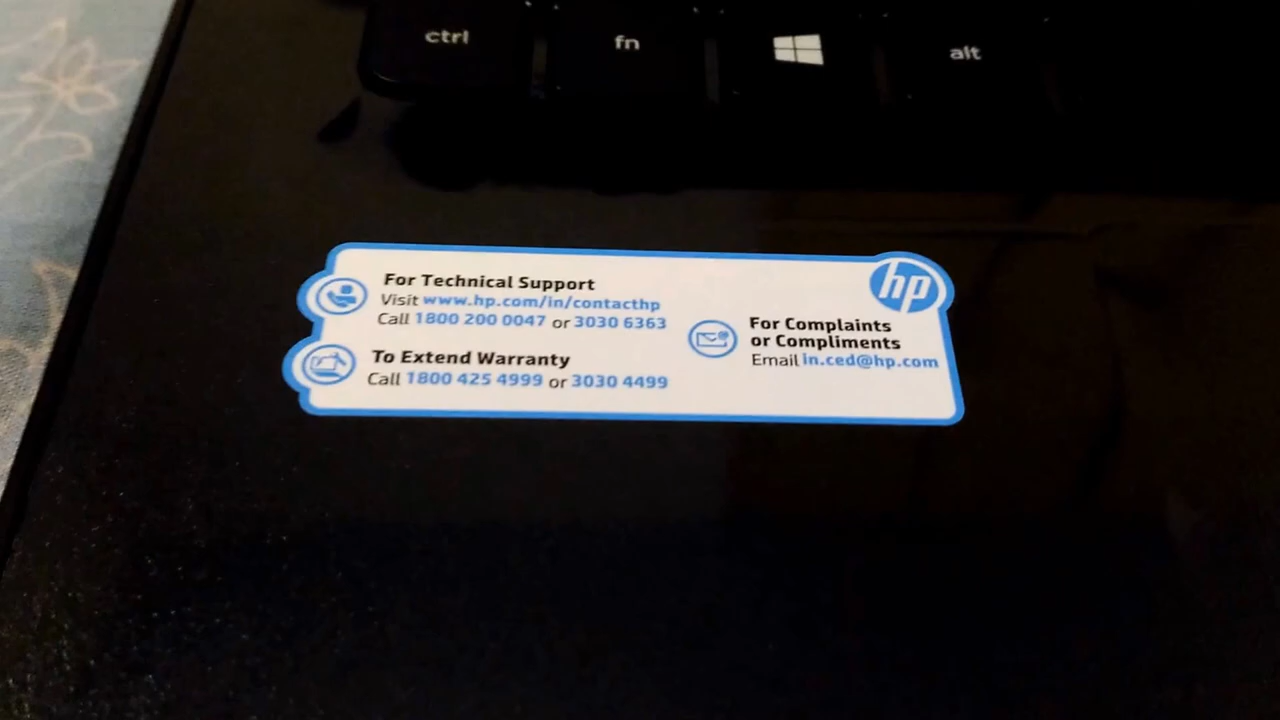 ctrl fn alt
For Technical Support
Visit www.hp.com/in/contacthp
Call 1800 200 0047 or 3030 6363
To Extend Warranty
Call 1800 425 4999 or 3030 4499
hp
For Complaints
or Compliments
Email in.ced@hp.com